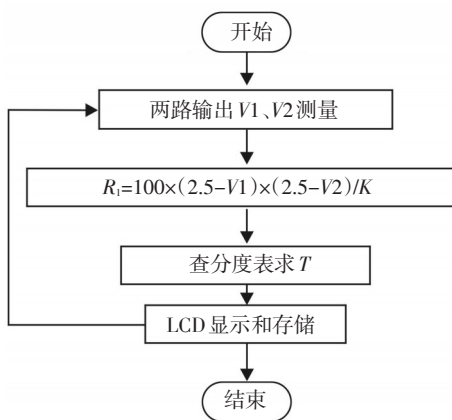 开始
两路输出V1、V2测量
R₁=100×(2.5-V1)×(2.5-V2)/K
查分度表求T
LCD显示和存储
结束